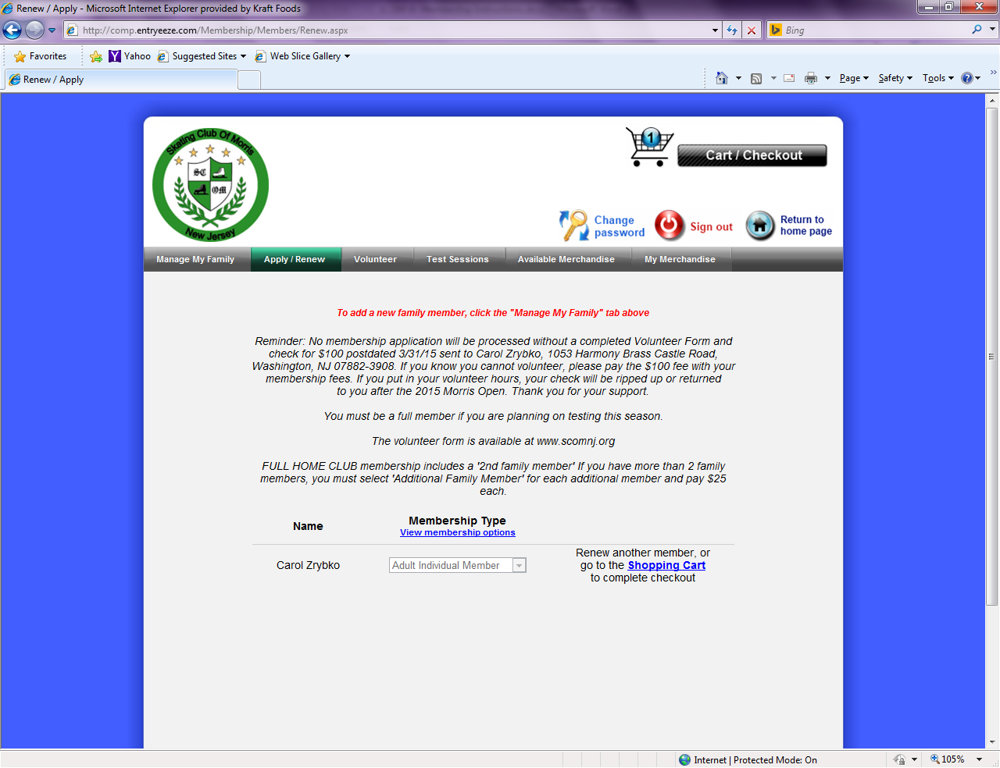 Renew / Apply - Microsoft Internet Explorer provided by Kraft Foods
http://comp.entryeeze.com/Membership/Members/Renew.aspx
Bing
Favorites
Yahoo
Suggested Sites
Web Slice Gallery
Renew / Apply
Page
Safety
Tools
Skating Club Of Morris
SC
OM
New Jersey
1
Cart / Checkout
Change
password
Sign out
Return to
home page
Manage My Family
Apply / Renew
Volunteer
Test Sessions
Available Merchandise
My Merchandise
To add a new family member, click the "Manage My Family" tab above
Reminder: No membership application will be processed without a completed Volunteer Form and
check for $100 postdated 3/31/15 sent to Carol Zrybko, 1053 Harmony Brass Castle Road,
Washington, NJ 07882-3908. If you know you cannot volunteer, please pay the $100 fee with your
membership fees. If you put in your volunteer hours, your check will be ripped up or returned
to you after the 2015 Morris Open. Thank you for your support.
You must be a full member if you are planning on testing this season.
The volunteer form is available at www.scomnj.org
FULL HOME CLUB membership includes a '2nd family member' If you have more than 2 family
members, you must select 'Additional Family Member' for each additional member and pay $25
each.
Name
Membership Type
View membership options
Carol Zrybko
Adult Individual Member
Renew another member, or
go to the Shopping Cart
to complete checkout
Internet | Protected Mode: On
105%